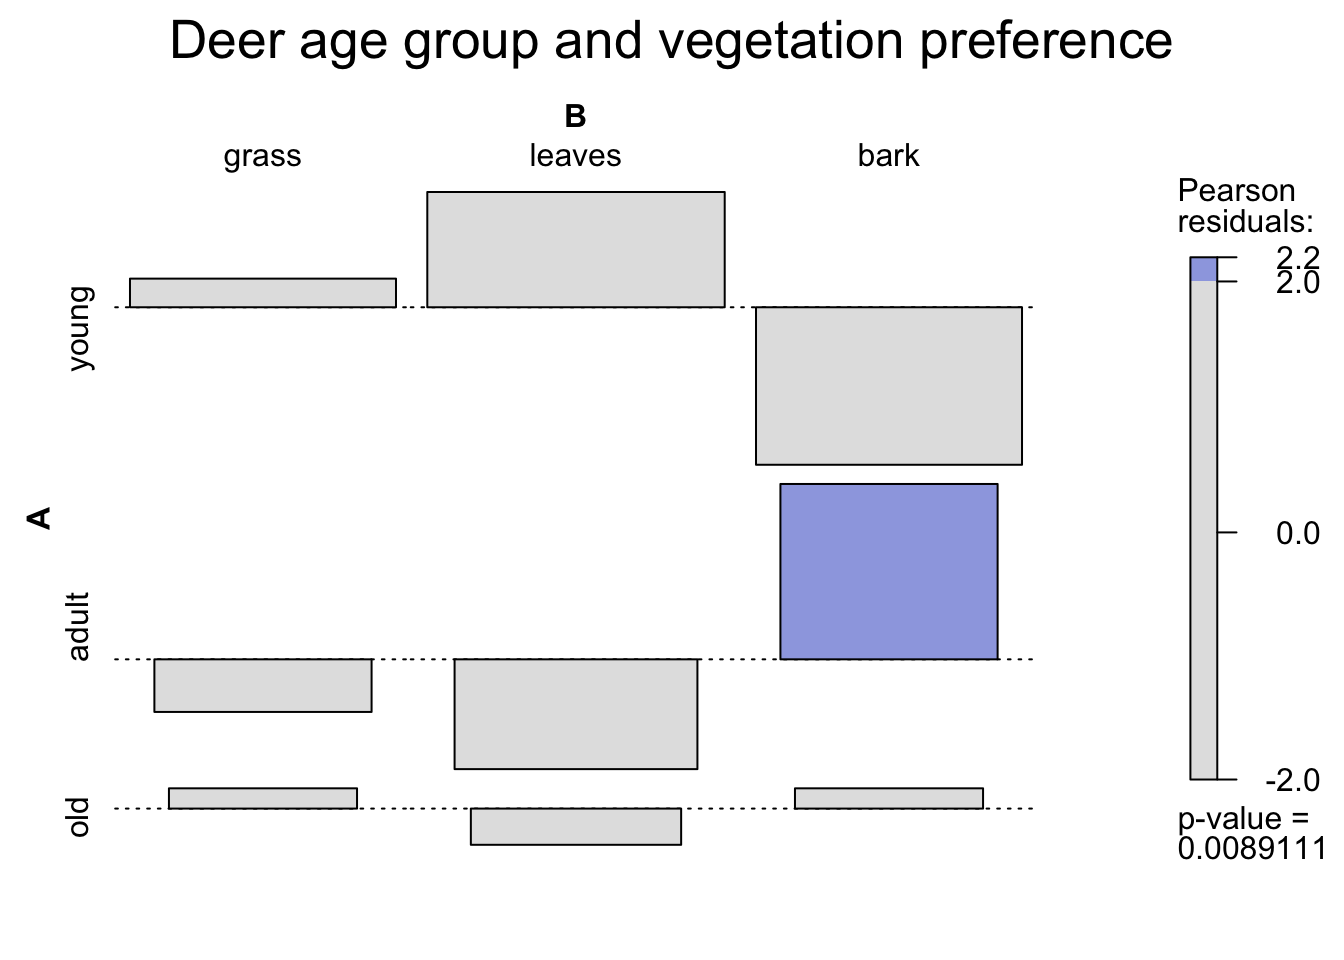 Deer age group and vegetation preference
B
grass leaves bark
young
adult
old
A
Pearson
residuals:
2.2
2.0
0.0
-2.0
p-value =
0.0089111